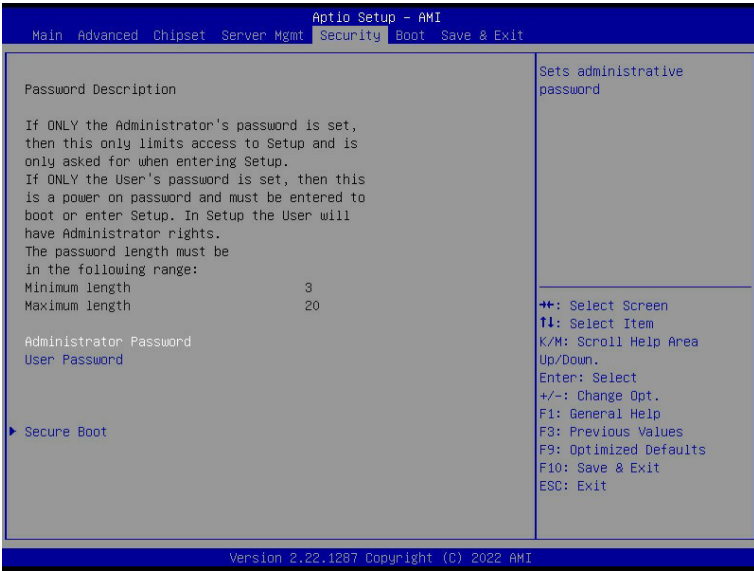 Aptio Setup – AMI
Main Advanced Chipset Server Mgmt Security Boot Save & Exit
Password Description
If ONLY the Administrator's password is set,
then this only limits access to Setup and is
only asked for when entering Setup.
If ONLY the User's password is set, then this
is a power on password and must be entered to
boot or enter Setup. In Setup the User will
have Administrator rights.
The password length must be
in the following range:
Minimum length 3
Maximum length 20
Administrator Password
User Password
Secure Boot
Sets administrative
password
→←: Select Screen
↑↓: Select Item
K/M: Scroll Help Area
Up/Down.
Enter: Select
+/-: Change Opt.
F1: General Help
F3: Previous Values
F9: Optimized Defaults
F10: Save & Exit
ESC: Exit
Version 2.22.1287 Copyright (C) 2022 AMI